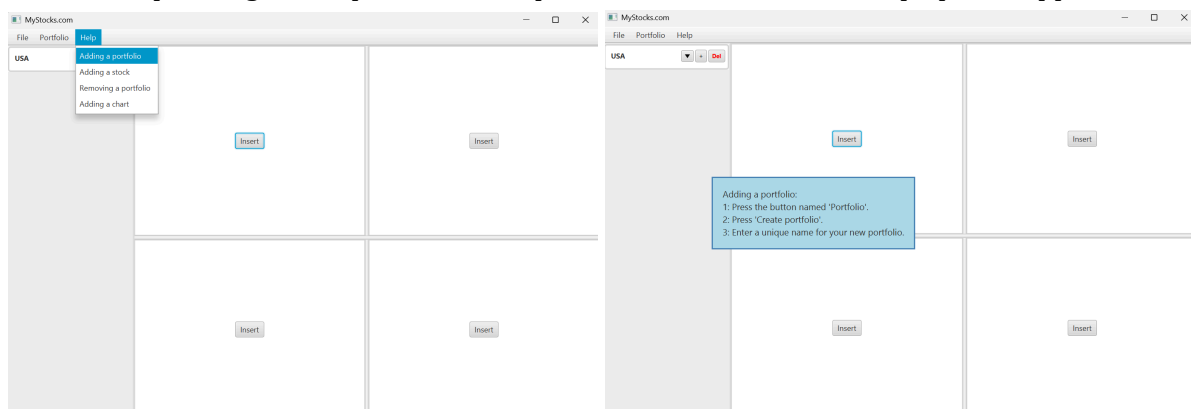 MyStocks.com
File Portfolio Help
USA
Adding a portfolio
Adding a stock
Removing a portfolio
Adding a chart
Insert
Insert
Insert
Insert
MyStocks.com
File Portfolio Help
USA ▼ + Del
Insert
Insert
Adding a portfolio:
1: Press the button named 'Portfolio'.
2: Press 'Create portfolio'.
3: Enter a unique name for your new portfolio.
Insert
Insert